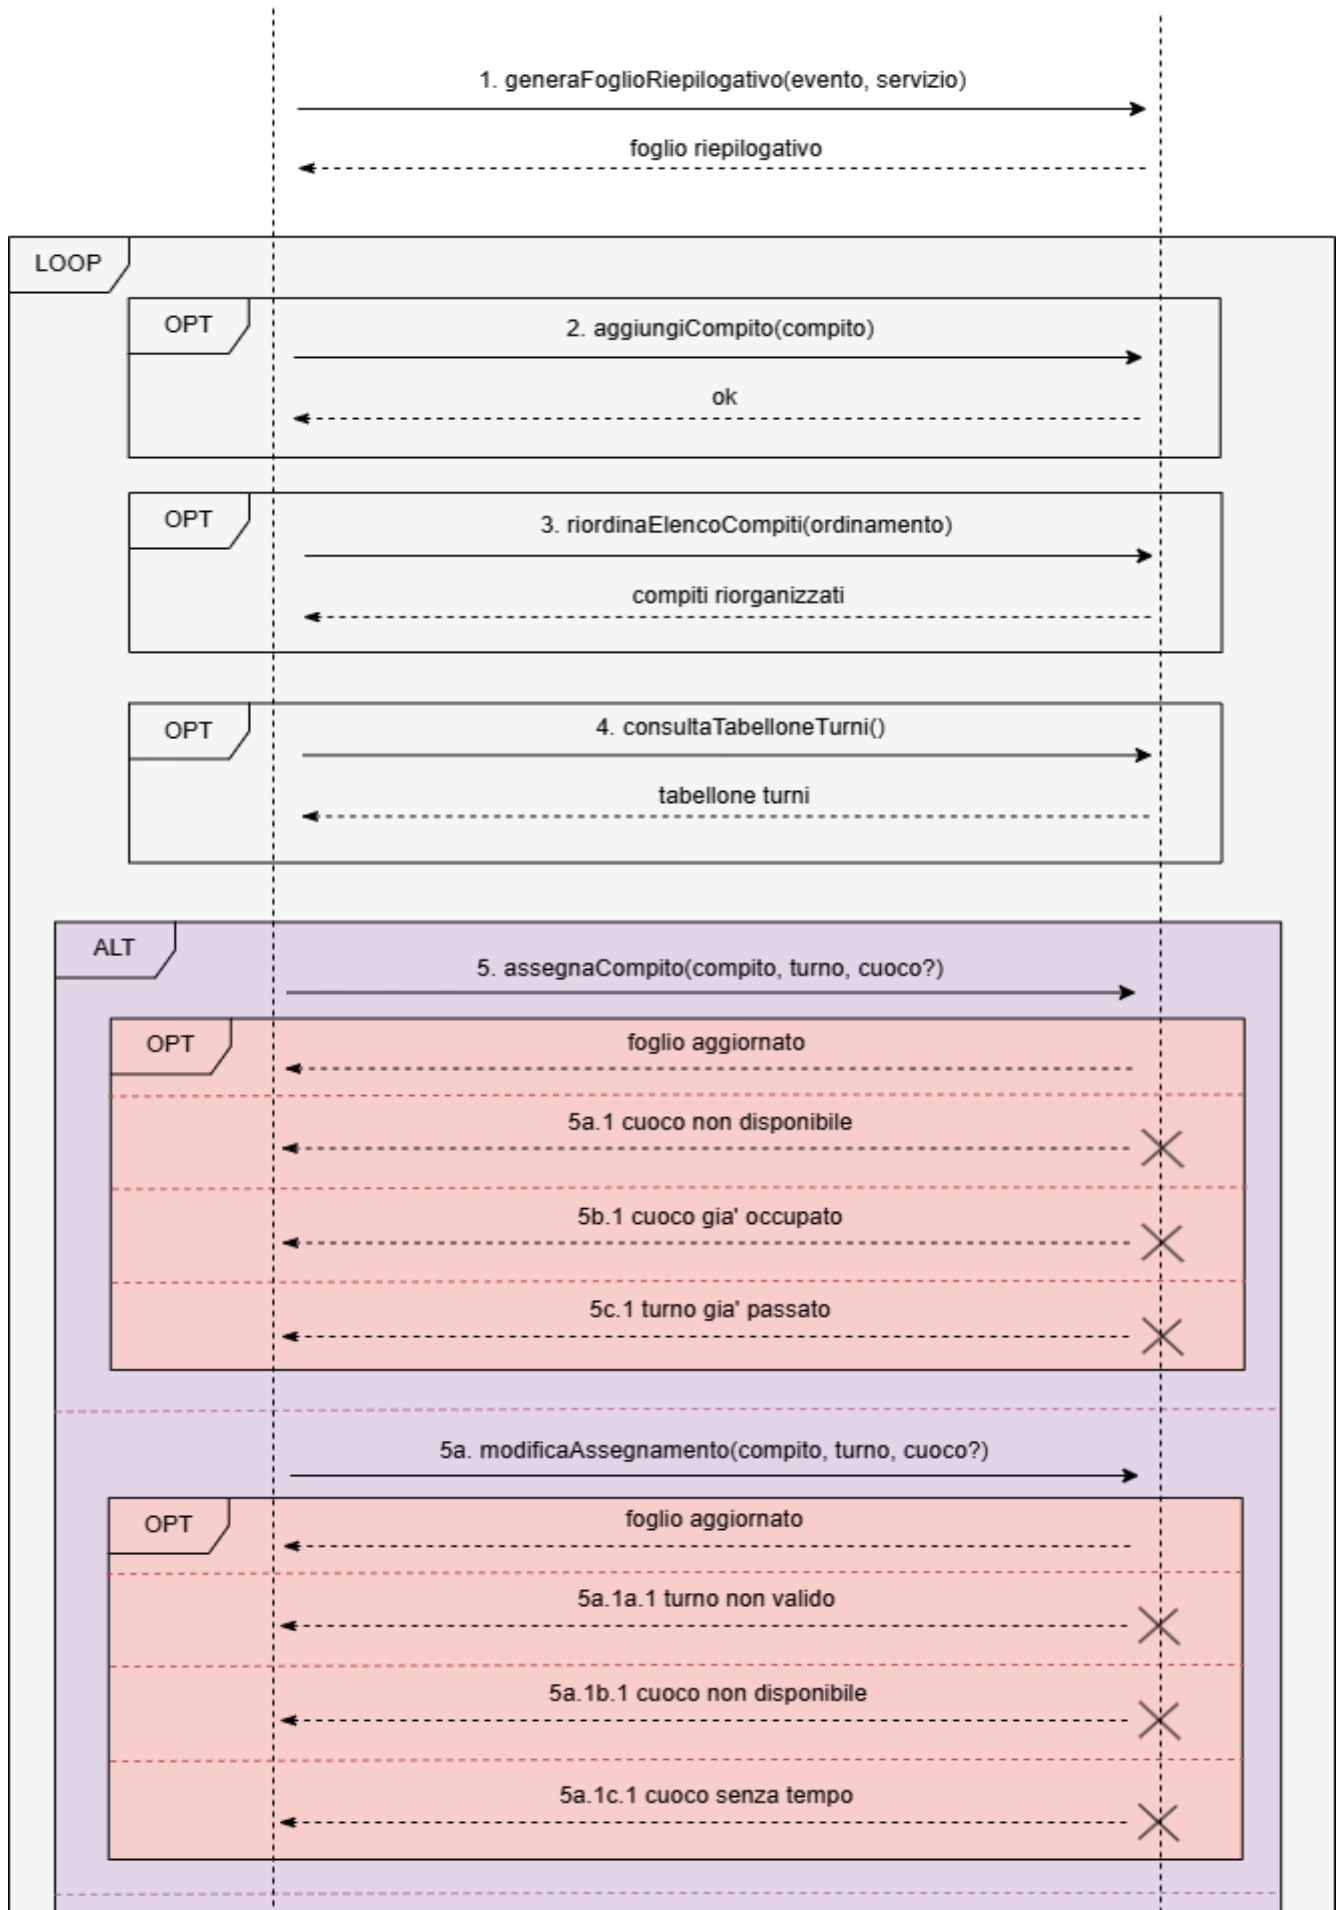 1. generaFoglioRiepilogativo(evento, servizio)
foglio riepilogativo
LOOP
OPT
2. aggiungiCompito(compito)
ok
OPT
3. riordinaElencoCompiti(ordinamento)
compiti riorganizzati
OPT
4. consultaTabelloneTurni()
tabellone turni
ALT
5. assegnaCompito(compito, turno, cuoco?)
OPT
foglio aggiornato
5a.1 cuoco non disponibile
5b.1 cuoco gia' occupato
5c.1 turno gia' passato
5a. modificaAssegnamento(compito, turno, cuoco?)
OPT
foglio aggiornato
5a.1a.1 turno non valido
5a.1b.1 cuoco non disponibile
5a.1c.1 cuoco senza tempo